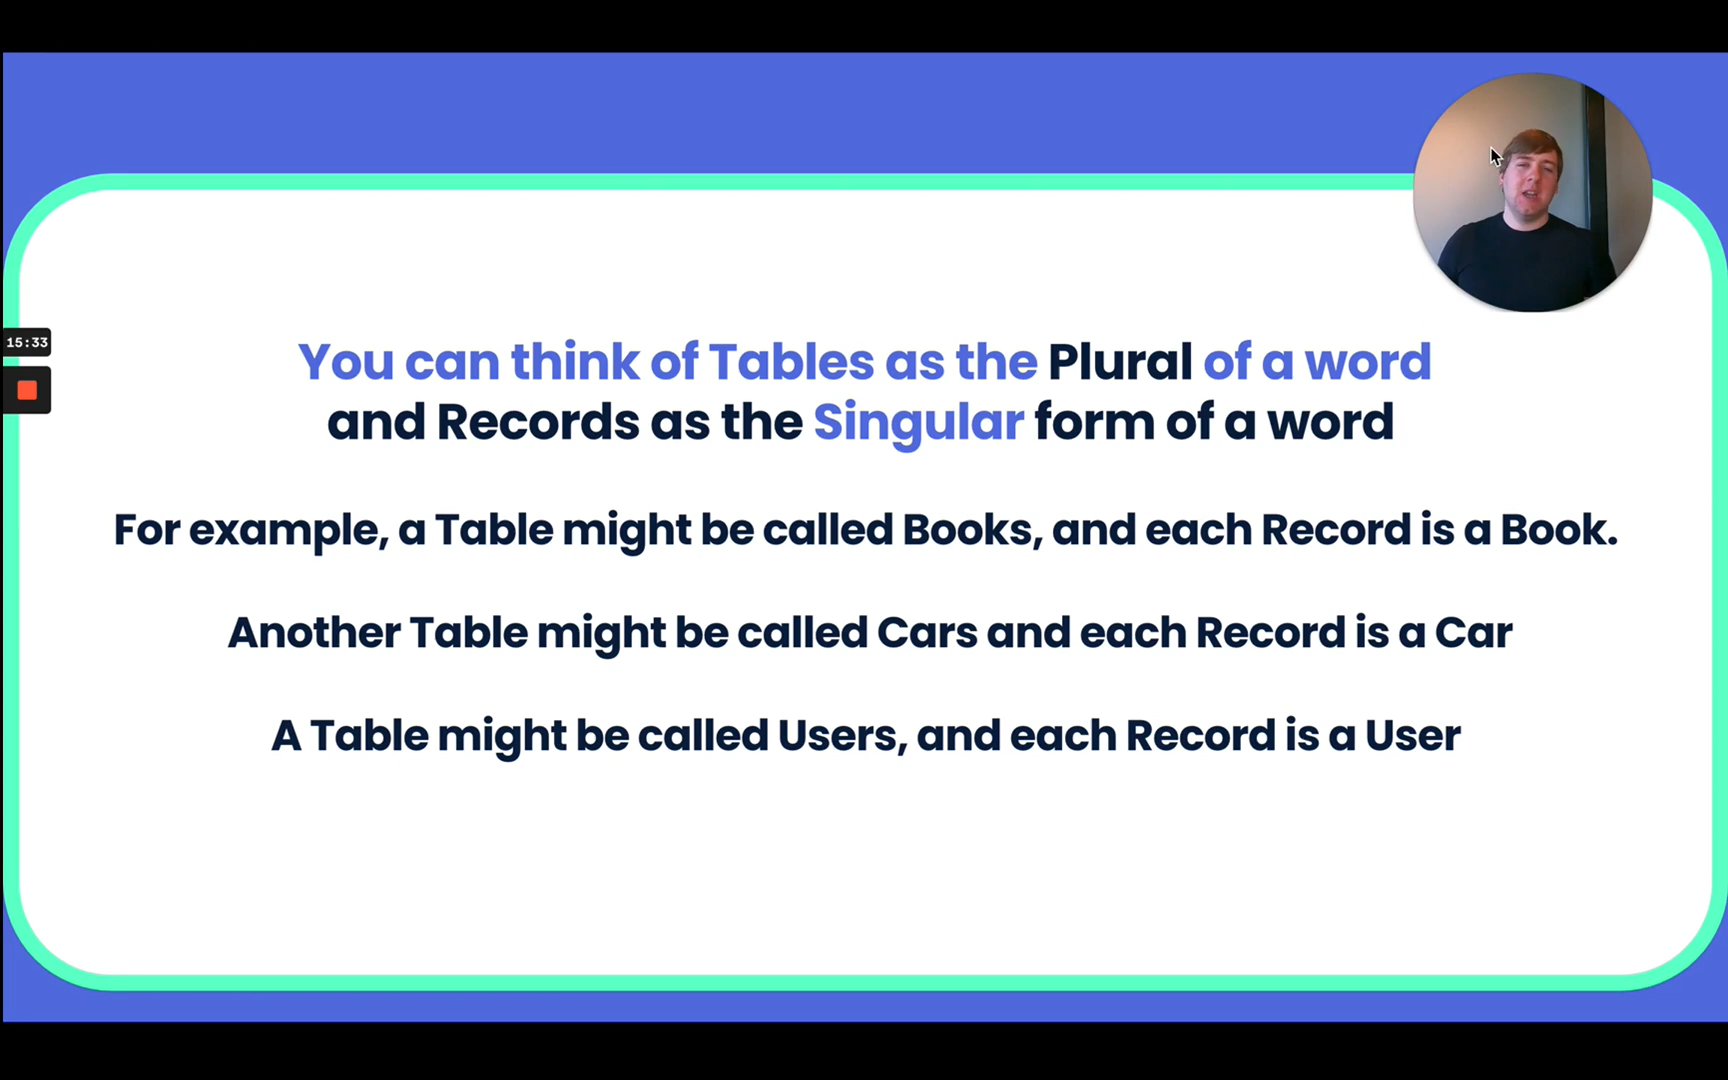 15:33
You can think of Tables as the Plural of a word
and Records as the Singular form of a word
For example, a Table might be called Books, and each Record is a Book.
Another Table might be called Cars and each Record is a Car
A Table might be called Users, and each Record is a User